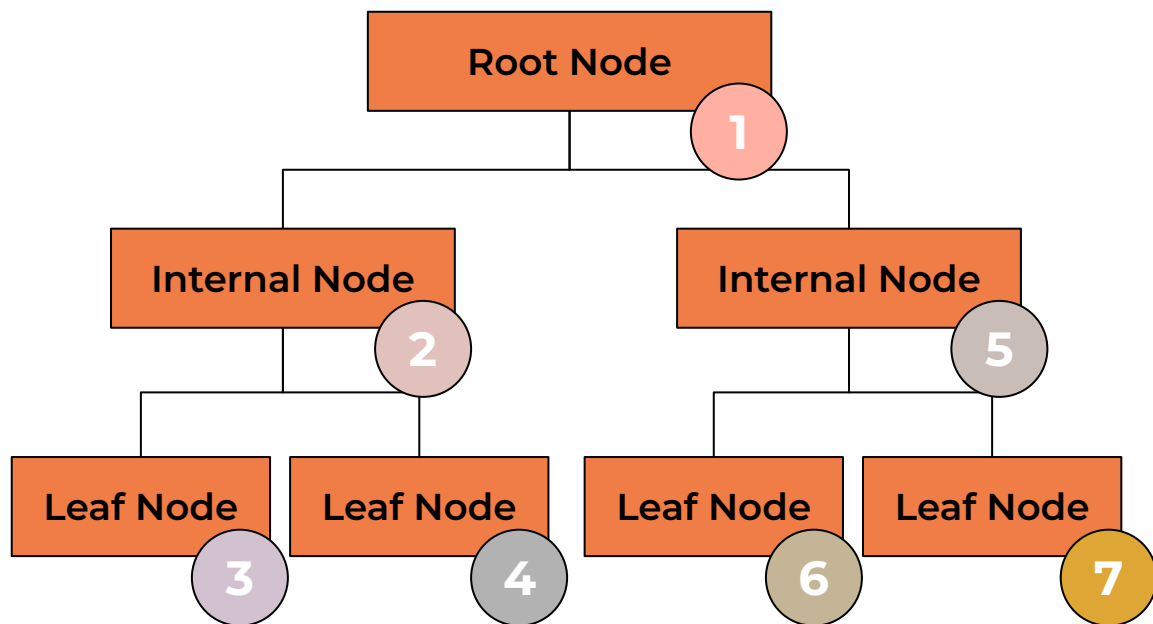 Root Node
1
Internal Node
Internal Node
2
5
Leaf Node
Leaf Node
Leaf Node
Leaf Node
3
4
6
7